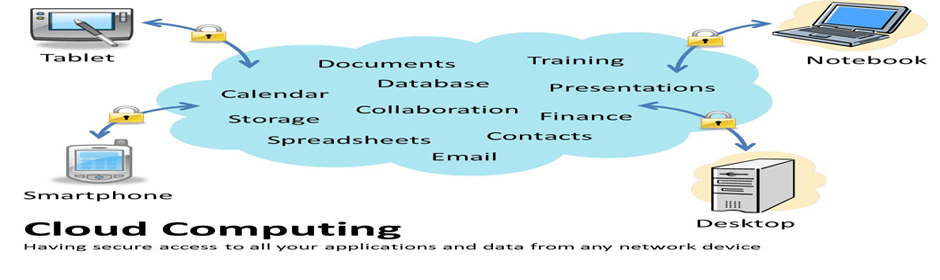 Tablet
Documents
Training
Notebook
Database
Calendar
Presentations
Collaboration
Storage
Finance
Spreadsheets
Contacts
Email
Smartphone
Desktop
Cloud Computing
Having secure access to all your applications and data from any network device